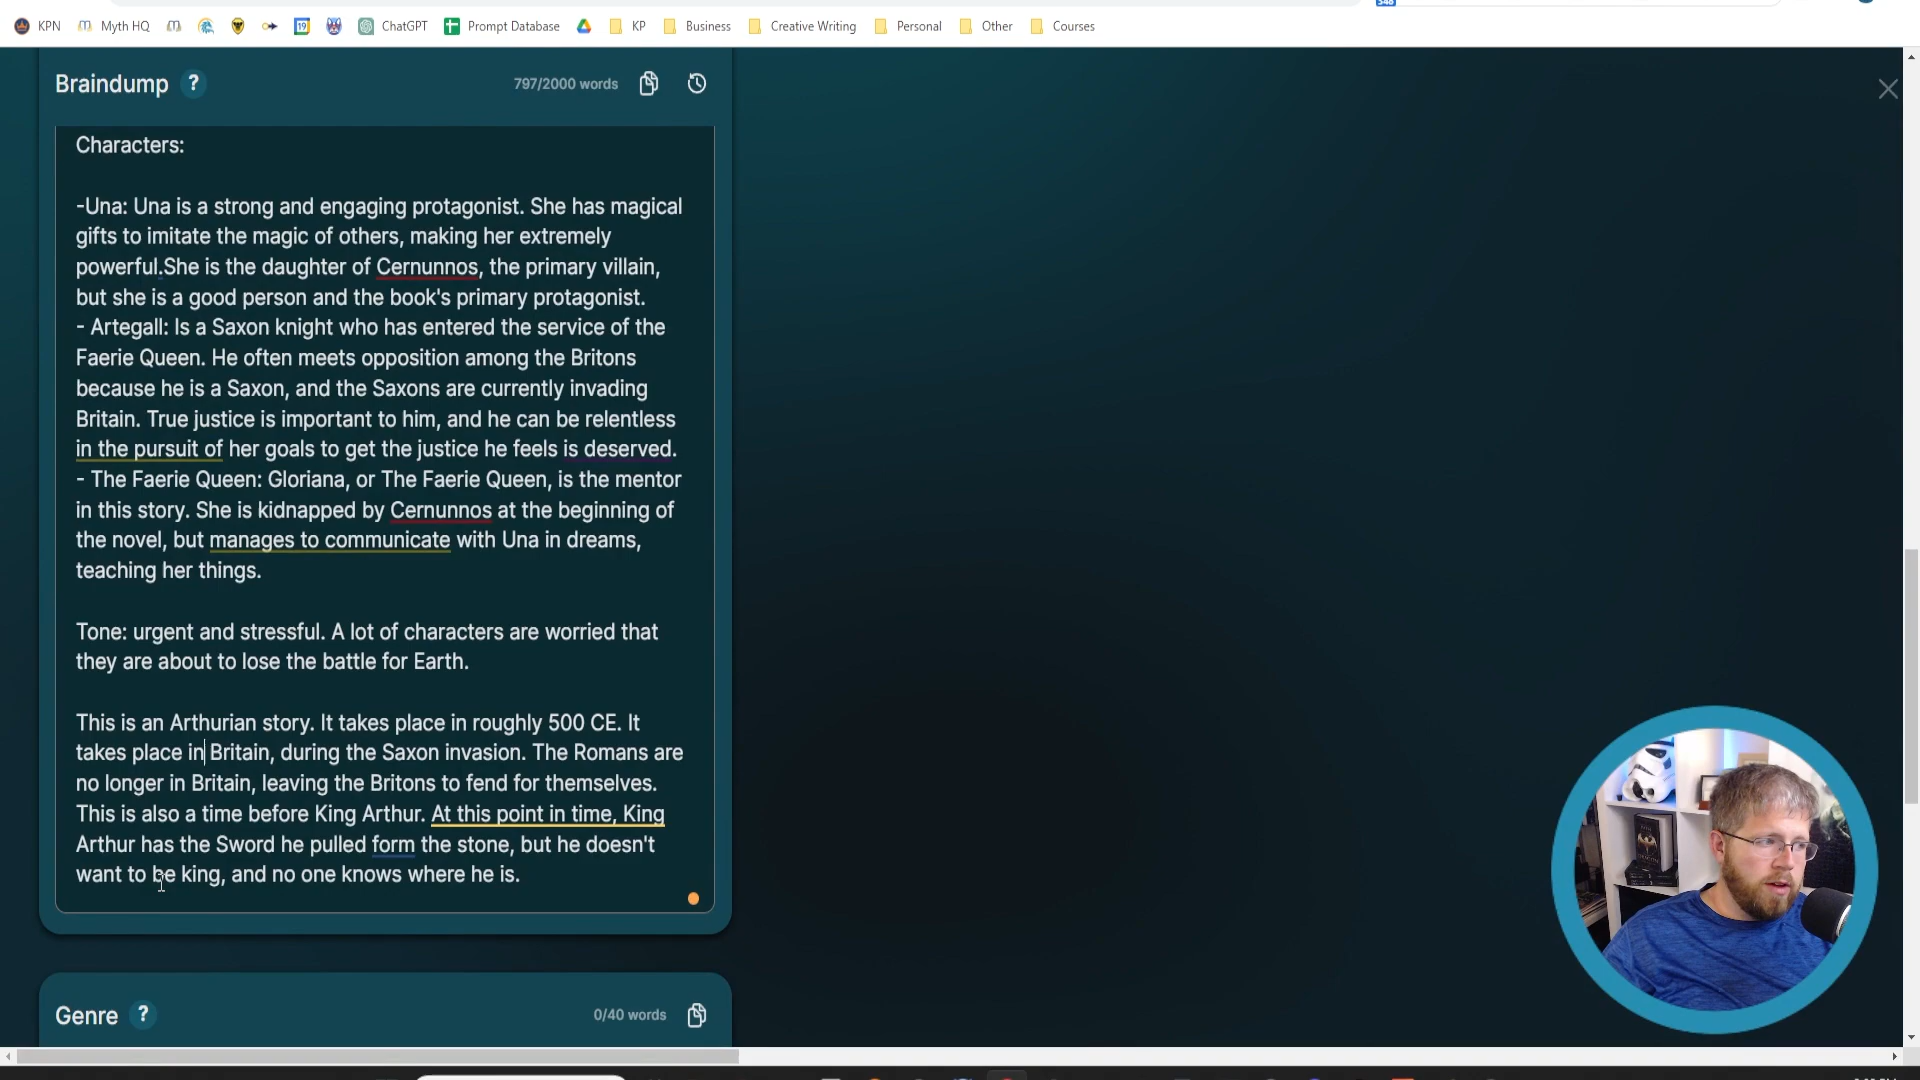 KPN Myth HQ 19 ChatGPT Prompt Database KP Business Creative Writing Personal Other Courses
Braindump ? 797/2000 words
Characters:
-Una: Una is a strong and engaging protagonist. She has magical
gifts to imitate the magic of others, making her extremely
powerful.She is the daughter of Cernunnos, the primary villain,
but she is a good person and the book's primary protagonist.
- Artegall: Is a Saxon knight who has entered the service of the
Faerie Queen. He often meets opposition among the Britons
because he is a Saxon, and the Saxons are currently invading
Britain. True justice is important to him, and he can be relentless
in the pursuit of her goals to get the justice he feels is deserved.
- The Faerie Queen: Gloriana, or The Faerie Queen, is the mentor
in this story. She is kidnapped by Cernunnos at the beginning of
the novel, but manages to communicate with Una in dreams,
teaching her things.
Tone: urgent and stressful. A lot of characters are worried that
they are about to lose the battle for Earth.
This is an Arthurian story. It takes place in roughly 500 CE. It
takes place in Britain, during the Saxon invasion. The Romans are
no longer in Britain, leaving the Britons to fend for themselves.
This is also a time before King Arthur. At this point in time, King
Arthur has the Sword he pulled form the stone, but he doesn't
want to be king, and no one knows where he is.
Genre ? 0/40 words